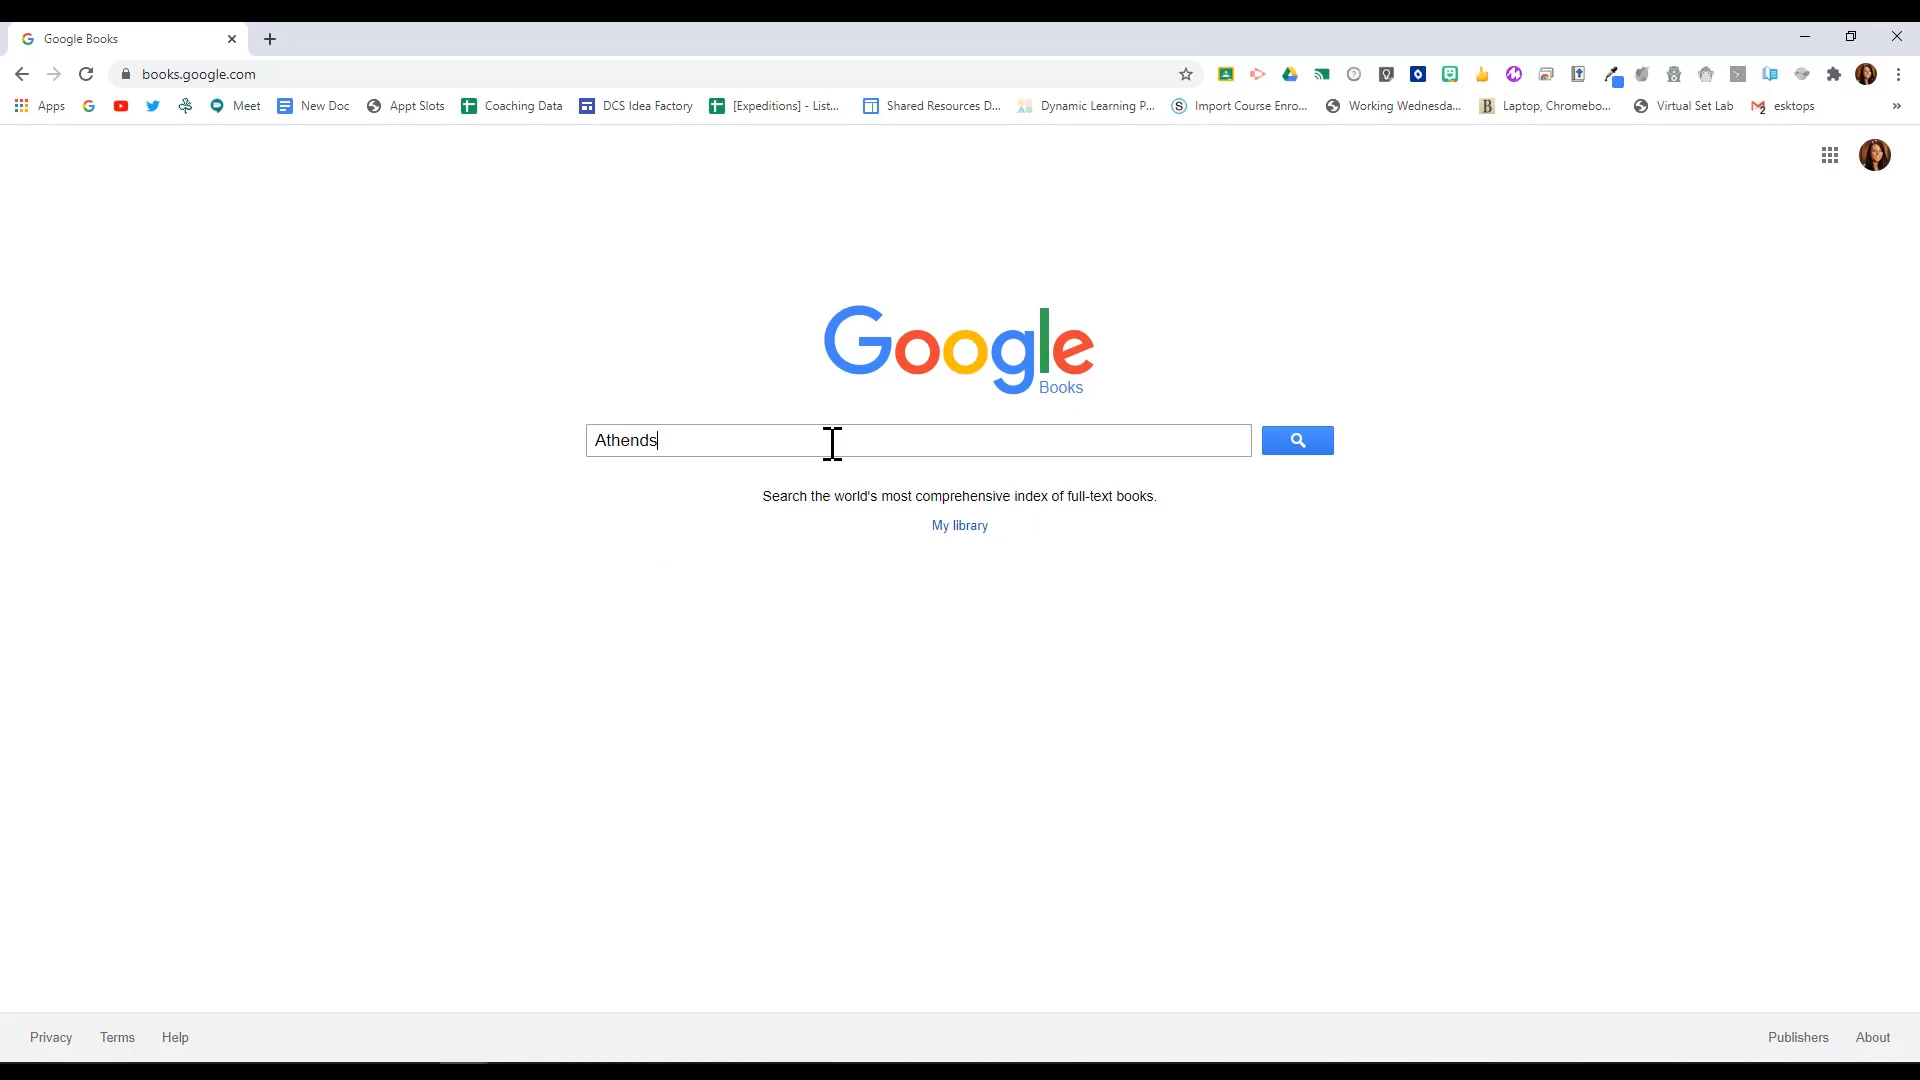 Google Books
books.google.com
Apps Meet New Doc Appt Slots Coaching Data DCS Idea Factory [Expeditions] - List... Shared Resources D... Dynamic Learning P... Import Course Enro... Working Wednesda... Laptop, Chromebo... Virtual Set Lab esktops »
Google
Books
Athends
Search the world's most comprehensive index of full-text books.
My library
Privacy Terms Help Publishers About